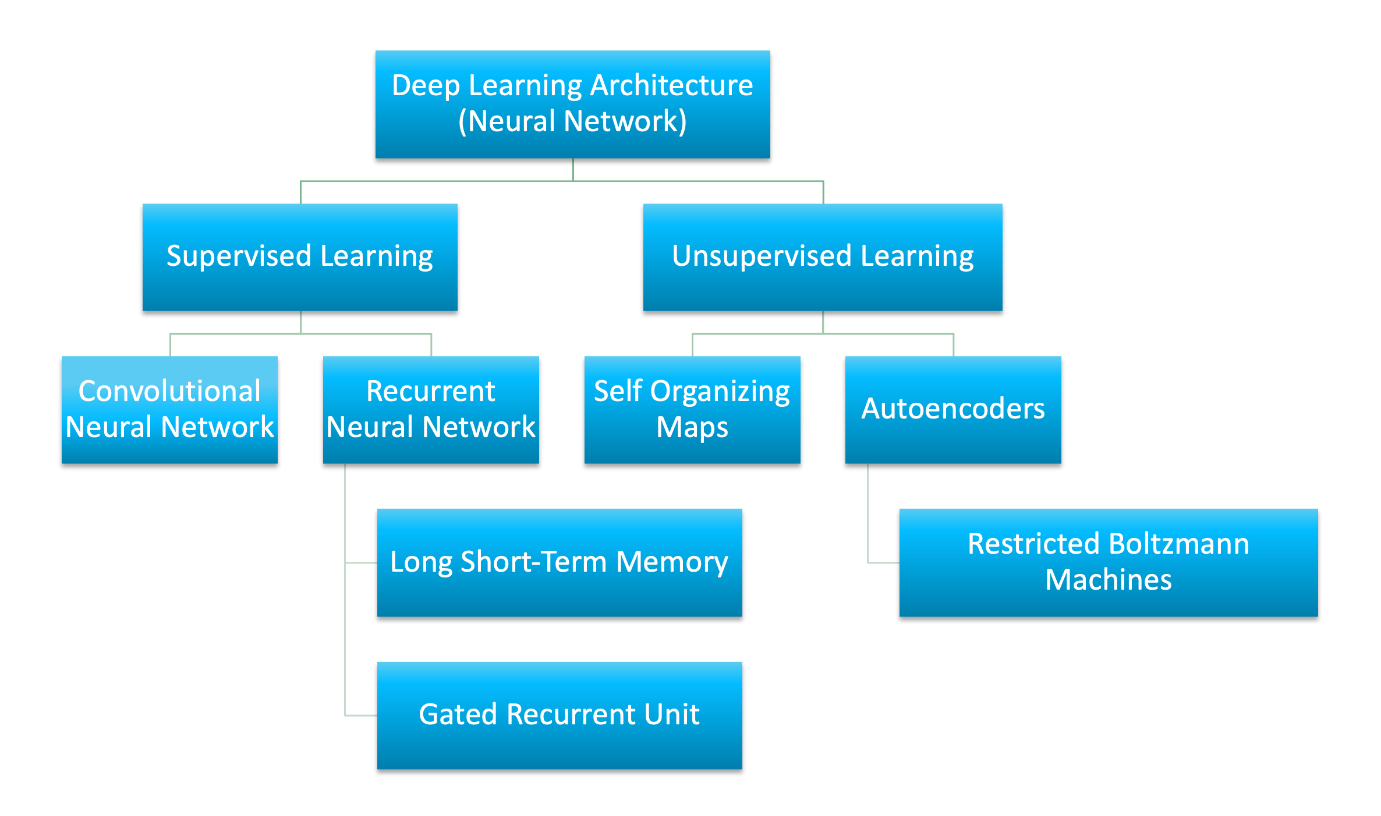 Deep Learning Architecture
(Neural Network)
Supervised Learning
Unsupervised Learning
Convolutional
Neural Network
Recurrent
Neural Network
Self Organizing
Maps
Autoencoders
Long Short-Term Memory
Restricted Boltzmann
Machines
Gated Recurrent Unit